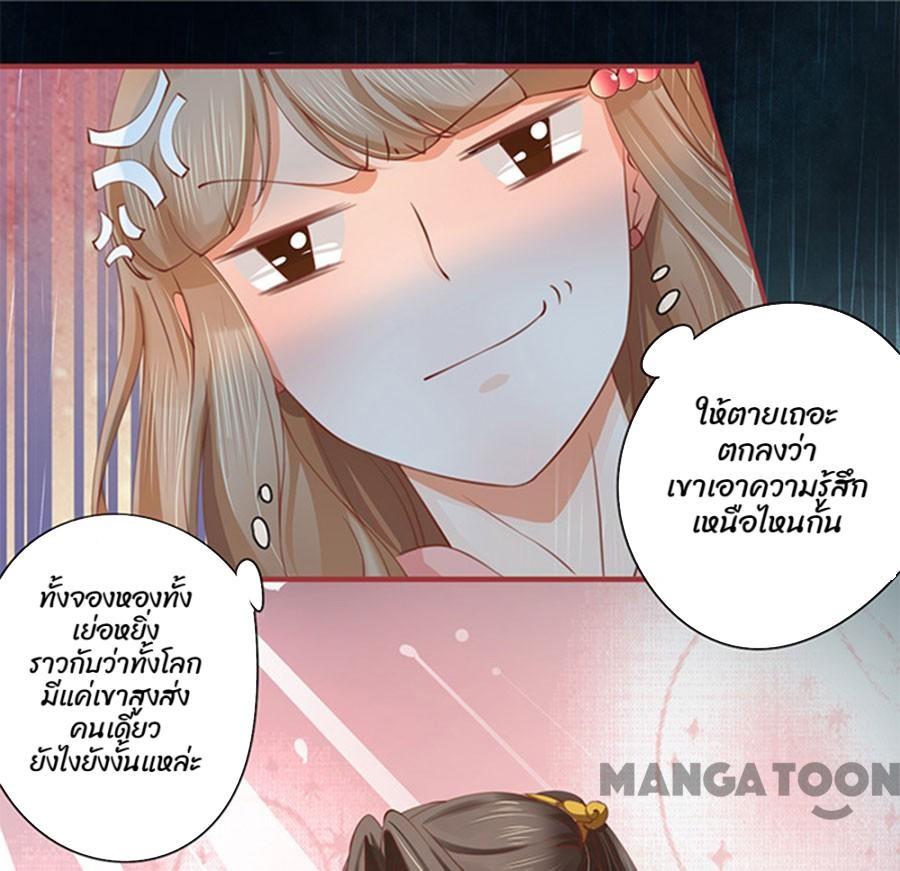 ให้ตายเถอะ
ตกลงว่า
เขาเอาความรู้สึก
เหนือไหนกัน
ทั้งจองหองทั้ง
เย่อหยิ่ง
ราวกับว่าทั้งโลก
มีแค่เขาสูงส่ง
คนเดียว
ยังไงยังงั้นแหล่ะ
MANGATOON